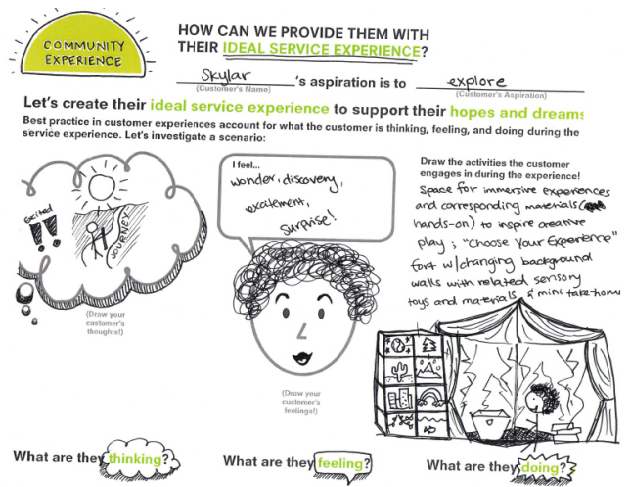 COMMUNITY
EXPERIENCE
HOW CAN WE PROVIDE THEM WITH
THEIR IDEAL SERVICE EXPERIENCE?
Skylar 's aspiration is to explore
(Customer's Name) (Customer's Aspiration)
Let's create their ideal service experience to support their hopes and dreams
Best practice in customer experiences account for what the customer is thinking, feeling, and doing during the
service experience. Let's investigate a scenario:
Excited
!!
JOURNEY
(Draw your
customer's
thoughts!)
I feel...
wonder, discovery,
excitement,
surprise!
(Draw your
customer's
feelings!)
Draw the activities the customer
engages in during the experience!
Space for immersive experiences
and corresponding materials (
hands-on) to inspire creative
play; "Choose Your Experience"
fort w/changing background
walls with related sensory
toys and materials & mini take-home
What are they thinking?
What are they feeling?
What are they doing?